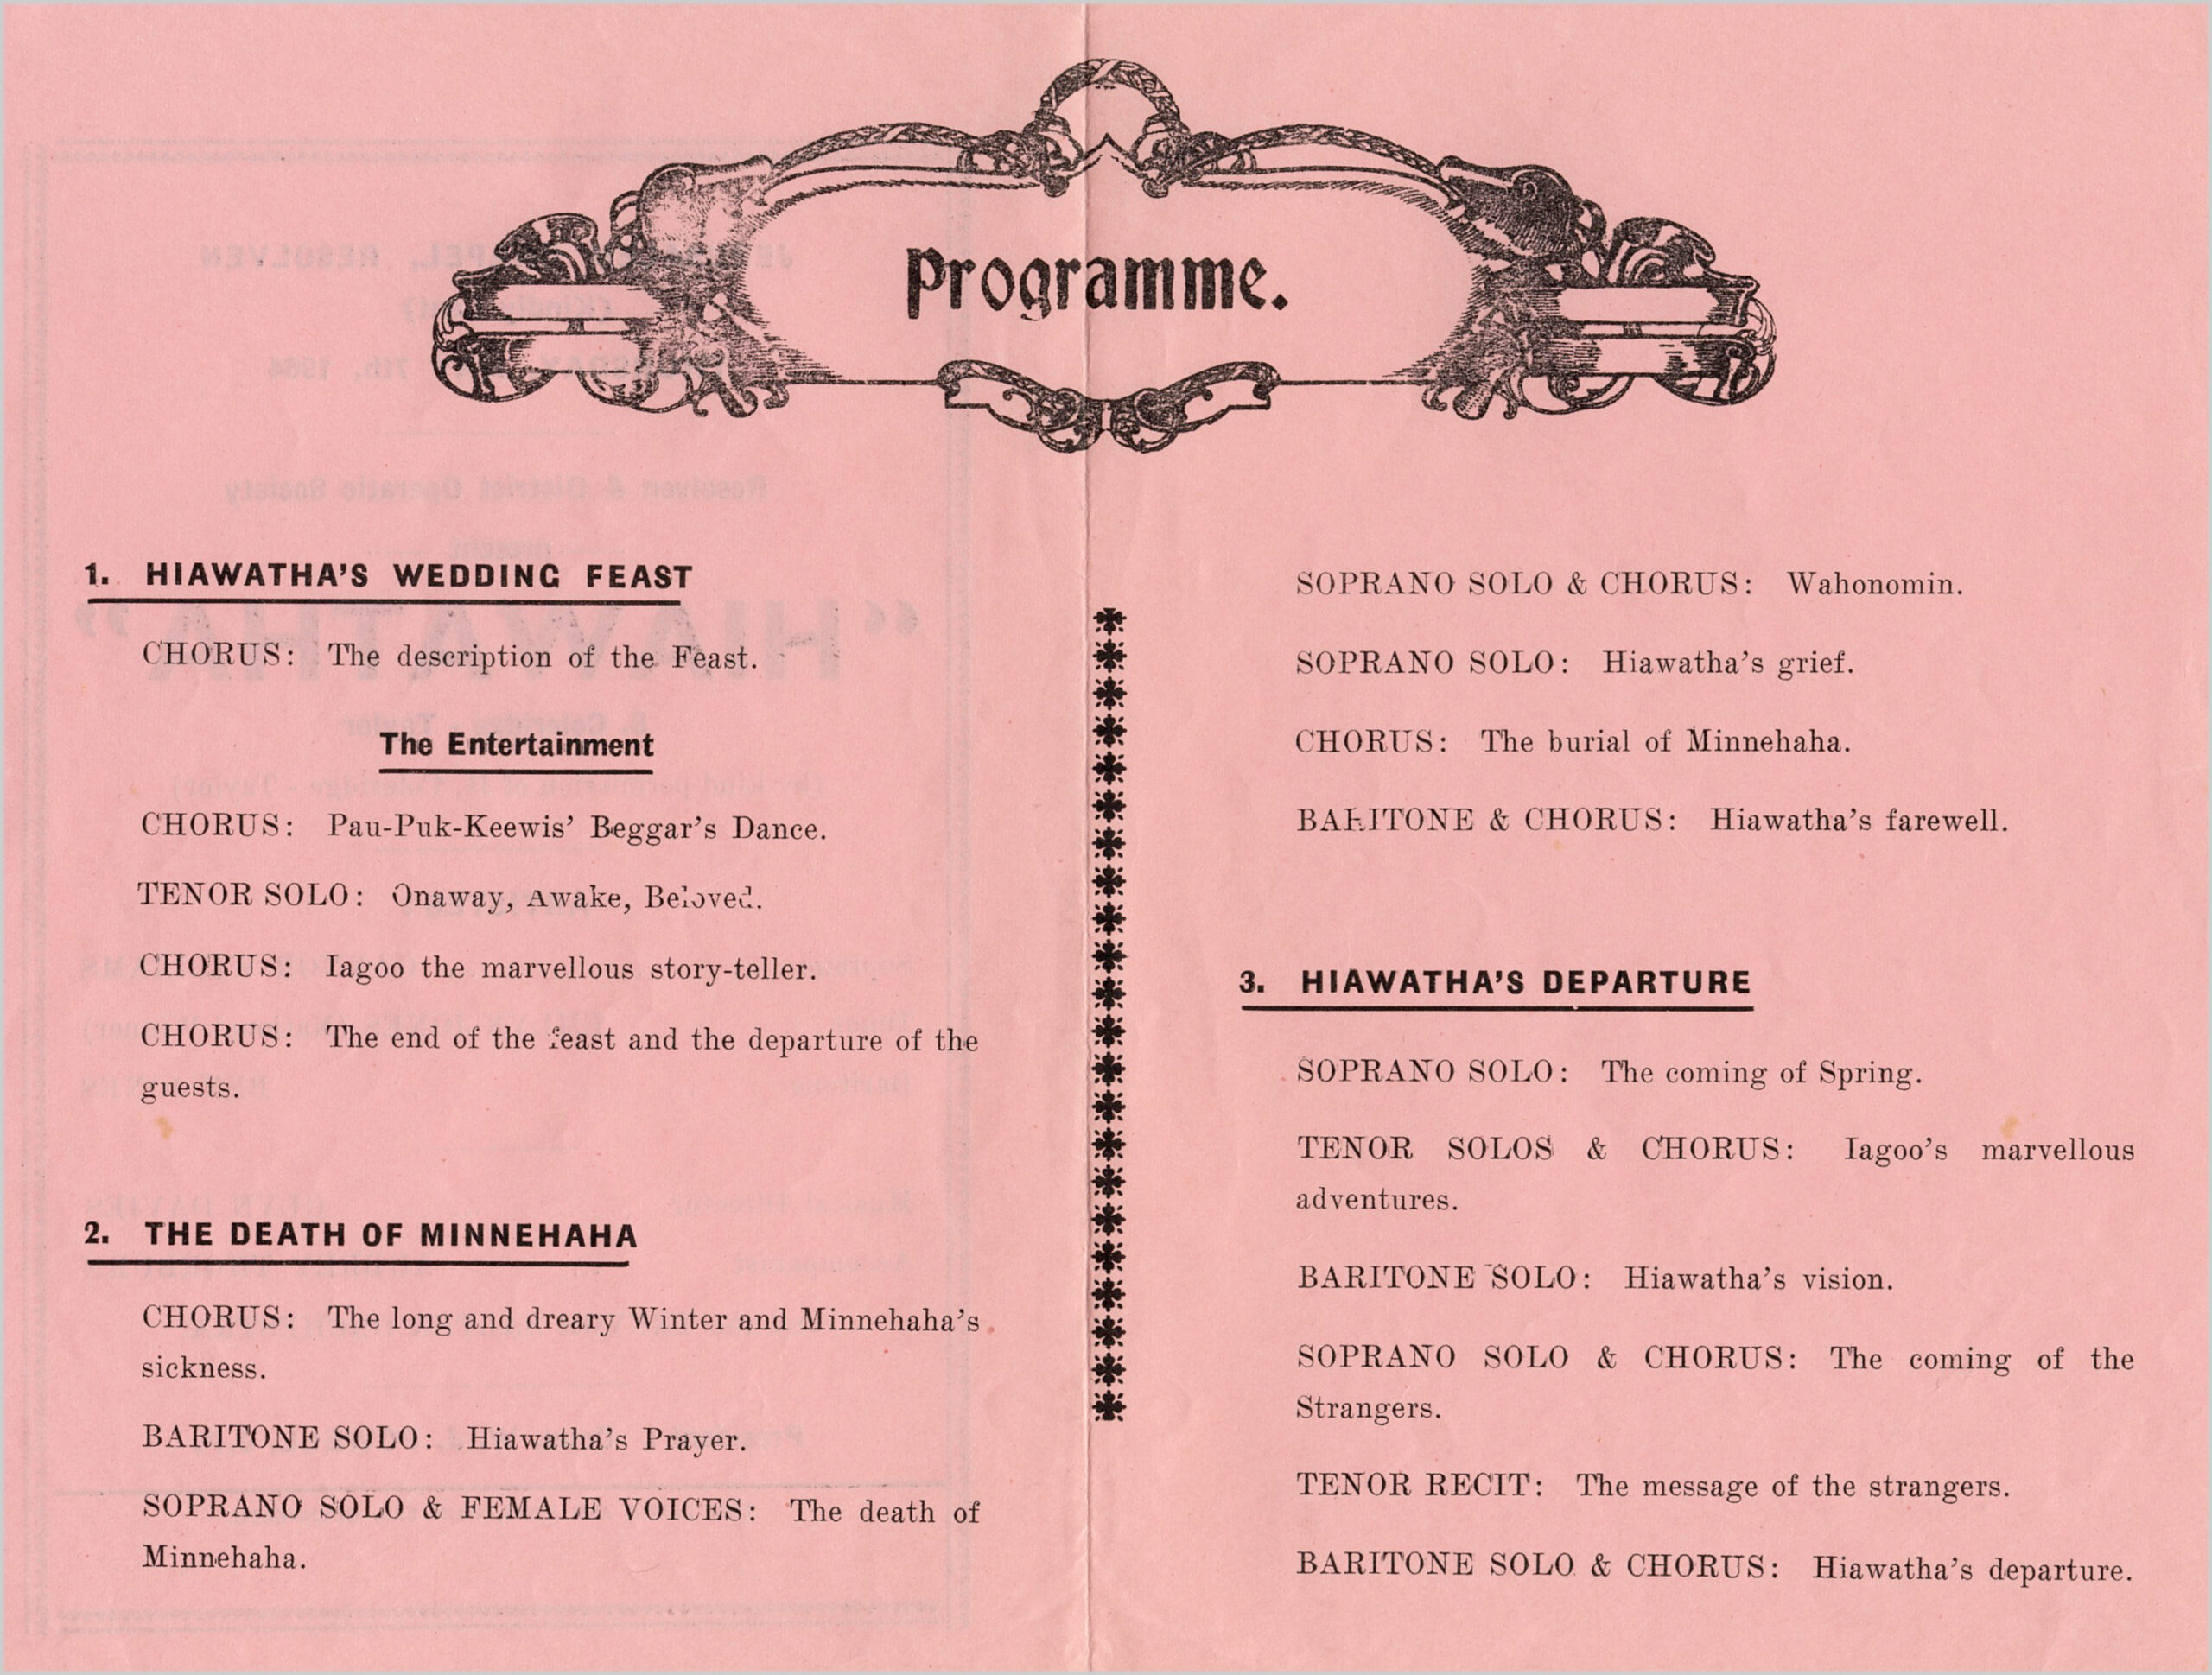 Programme.
1. HIAWATHA'S WEDDING FEAST
CHORUS: The description of the Feast.
The Entertainment
CHORUS: Pau-Puk-Keewis' Beggar's Dance.
TENOR SOLO: Onaway, Awake, Beloved.
CHORUS: Iagoo the marvellous story-teller.
CHORUS: The end of the feast and the departure of the
guests.
2. THE DEATH OF MINNEHAHA
CHORUS: The long and dreary Winter and Minnehaha's
sickness.
BARITONE SOLO: Hiawatha's Prayer.
SOPRANO SOLO & FEMALE VOICES: The death of
Minnehaha.
SOPRANO SOLO & CHORUS: Wahonomin.
SOPRANO SOLO: Hiawatha's grief.
CHORUS: The burial of Minnehaha.
BARITONE & CHORUS: Hiawatha's farewell.
3. HIAWATHA'S DEPARTURE
SOPRANO SOLO: The coming of Spring.
TENOR SOLOS & CHORUS: Iagoo's marvellous
adventures.
BARITONE SOLO: Hiawatha's vision.
SOPRANO SOLO & CHORUS: The coming of the
Strangers.
TENOR RECIT: The message of the strangers.
BARITONE SOLO & CHORUS: Hiawatha's departure.